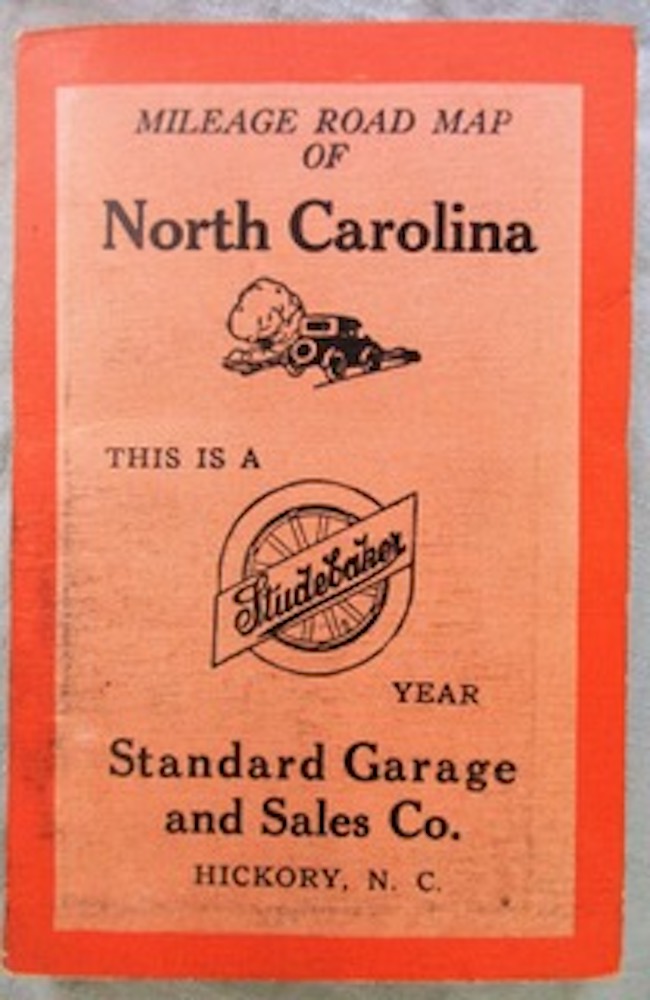 MILEAGE ROAD MAP
OF
North Carolina
THIS IS A
Studebaker
YEAR
Standard Garage
and Sales Co.
HICKORY, N. C.